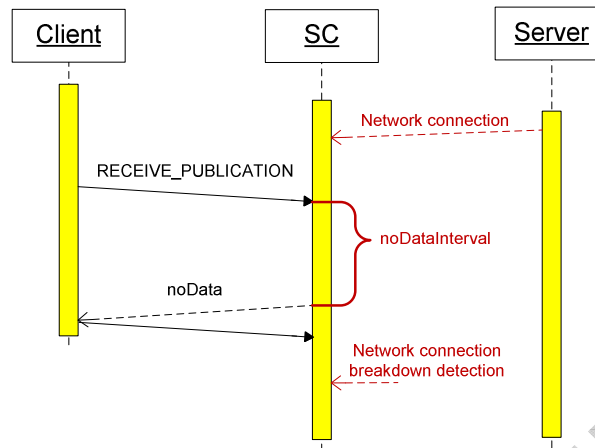 Client
SC
Server
Network connection
RECEIVE_PUBLICATION
noDataInterval
noData
Network connection
breakdown detection